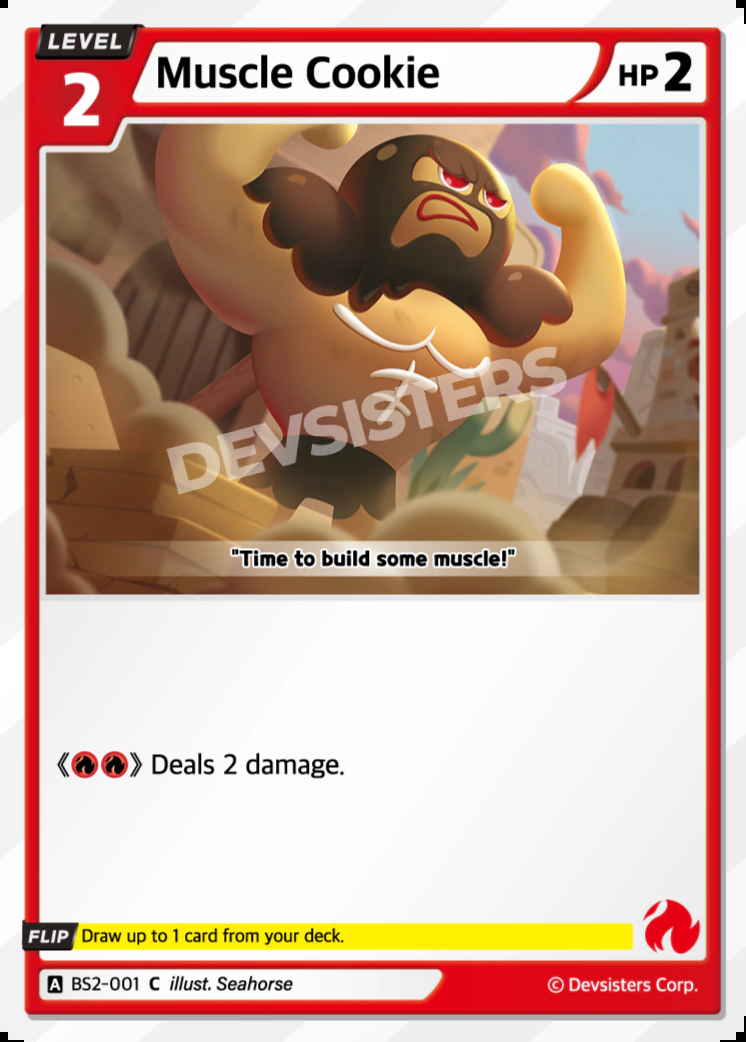 LEVEL
2
Muscle Cookie
HP 2
DEVSISTERS
"Time to build some muscle!"
《》 Deals 2 damage.
FLIP Draw up to 1 card from your deck.
A BS2-001 C illust. Seahorse
© Devsisters Corp.